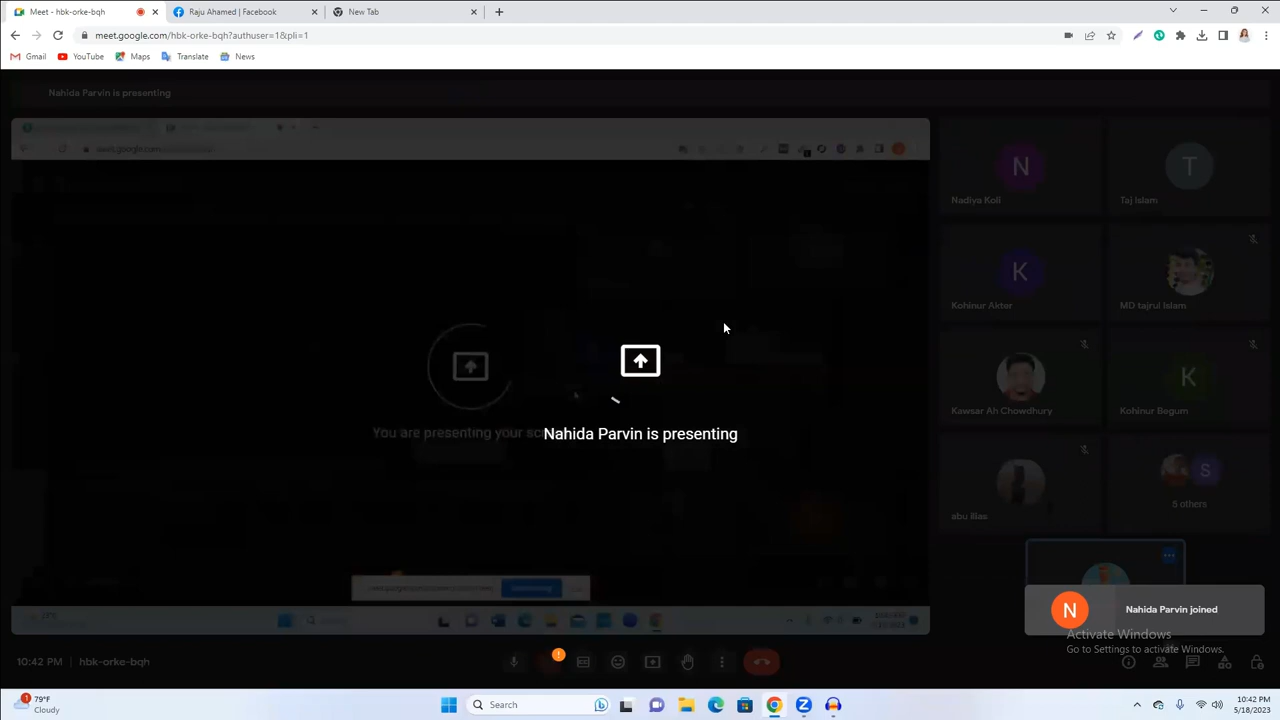 Meet - hbk-orke-bqh
Raju Ahamed | Facebook
New Tab
meet.google.com/hbk-orke-bqh?authuser=1&pli=1
Gmail
YouTube
Maps
Translate
News
Nahida Parvin is presenting
N
Nadiya Koli
T
Taj Islam
K
Kohinur Akter
MD tajrul Islam
You are presenting your scr
Nahida Parvin is presenting
Kawsar Ah Chowdhury
K
Kohinur Begum
abu illias
S
5 others
N
Nahida Parvin joined
Activate Windows
Go to Settings to activate Windows.
10:42 PM
hbk-orke-bqh
79°F
Cloudy
1
Search
10:42 PM
5/18/2023